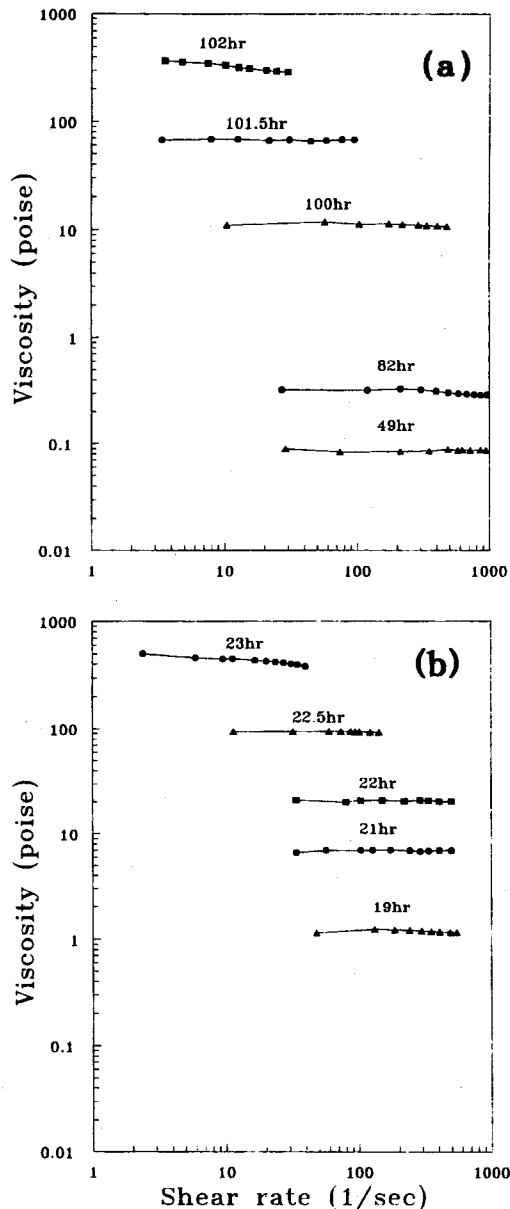 1000
102hr
(a)
101.5hr
100
100hr
10
Viscosity (poise)
1
82hr
49hr
0.1
0.01
1 10 100 1000
1000
23hr
(b)
22.5hr
100
22hr
21hr
10
Viscosity (poise)
19hr
1
0.1
0.01
1 10 100 1000
Shear rate (1/sec)